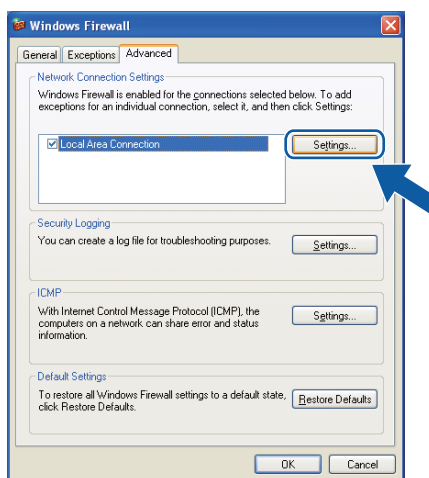 Windows Firewall
General Exceptions Advanced
Network Connection Settings
Windows Firewall is enabled for the connections selected
below. To add
exceptions for an individual connection, select it, and then click Settings:
Local Area Connection
Settings...
Security Logging
You can create a log file for troubleshooting purposes.
Settings...
ICMP
With Internet Control Message Protocol (ICMP), the
computers on a network can share error and status
information.
Settings...
Default Settings
To restore all Windows Firewall settings to a default state,
click Restore Defaults.
Restore Defaults
OK Cancel